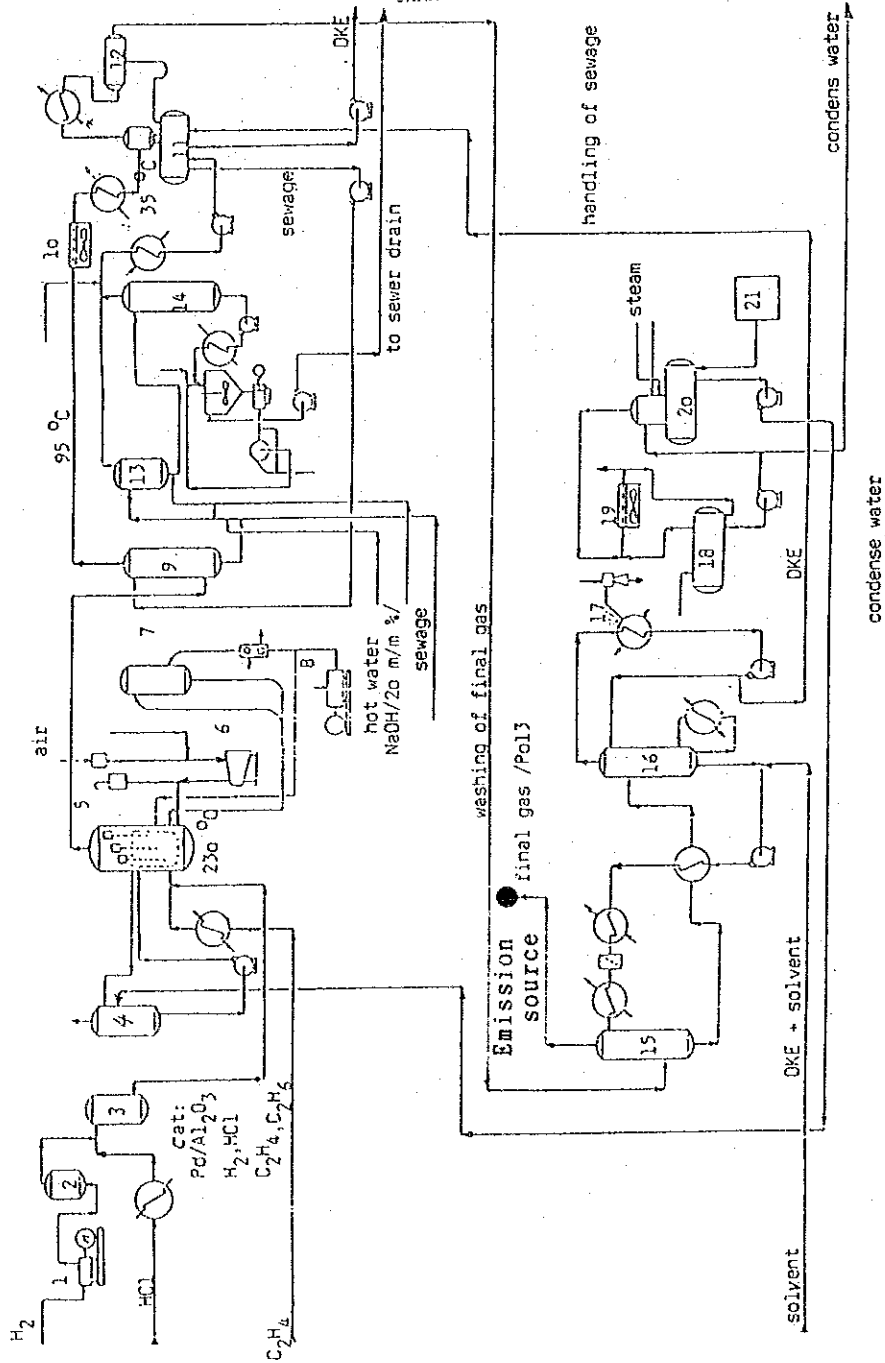 H2
1
2
HCl
3
cat:
Pd/Al2O3
H2,HCl
C2H4,C2H6
C2H4
4
5
air
230
°C
6
7
8
9
95 °C
10
35
°C
11
12
13
14
hot water
NaOH/2o m/m %/
sewage
sewage
to sewer drain
DKE
washing of final gas
handling of sewage
Emission
source
final gas /Pol3
15
16
17
18
19
20
21
steam
DKE
condens water
solvent
DKE + solvent
condense water